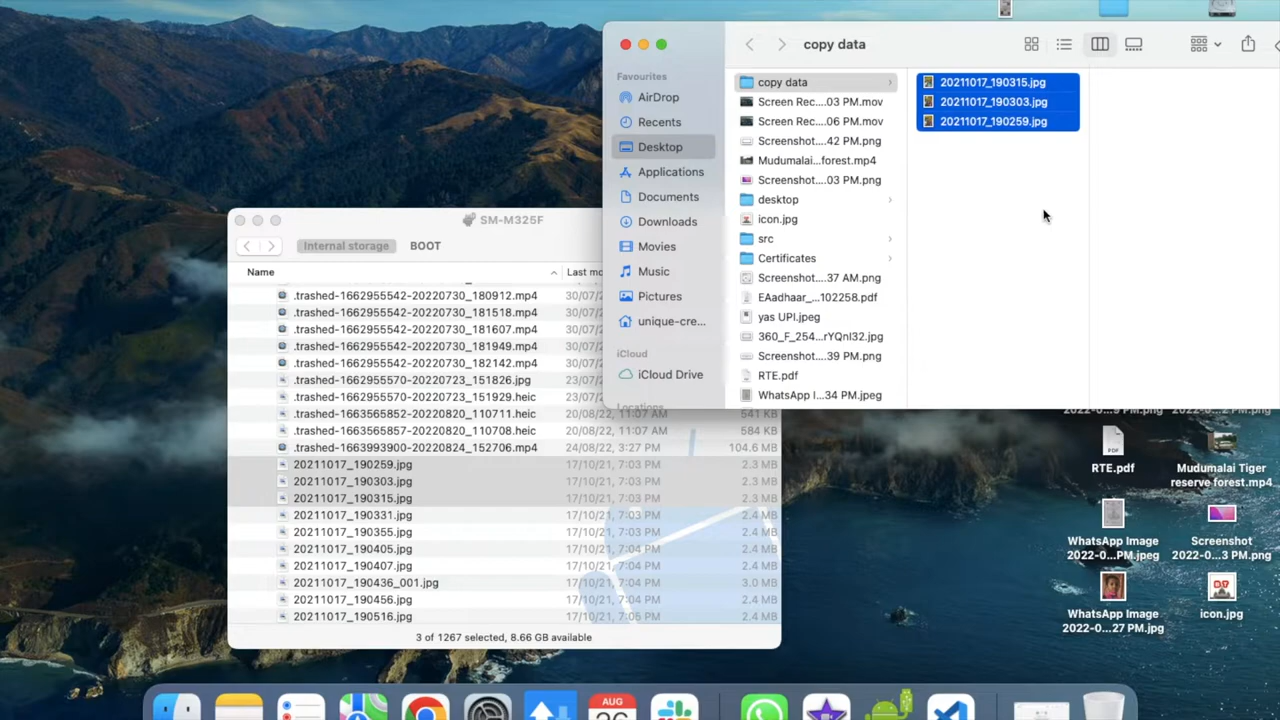 copy data
Favourites
AirDrop
Recents
Desktop
Applications
Documents
Downloads
Movies
Music
Pictures
unique-cre...
iCloud
iCloud Drive
Locations
copy data
Screen Rec....03 PM.mov
Screen Rec....06 PM.mov
Screenshot....42 PM.png
Mudumalai...forest.mp4
Screenshot....03 PM.png
desktop
icon.jpg
src
Certificates
Screenshot....37 AM.png
EAadhaar_...102258.pdf
yas UPI.jpeg
360_F_254...rYQnl32.jpg
Screenshot....39 PM.png
RTE.pdf
WhatsApp I...34 PM.jpeg
20211017_190315.jpg
20211017_190303.jpg
20211017_190259.jpg
SM-M325F
Internal storage BOOT
Name Last mo
.trashed-1662955542-20220730_180912.mp4 30/07/2
.trashed-1662955542-20220730_181518.mp4 30/07/2
.trashed-1662955542-20220730_181607.mp4 30/07/2
.trashed-1662955542-20220730_181949.mp4 30/07/2
.trashed-1662955542-20220730_182142.mp4 30/07/2
.trashed-1662955570-20220723_151826.jpg 23/07/2
.trashed-1662955570-20220723_151929.heic 23/07/2
.trashed-1663565852-20220820_110711.heic 20/08/22, 11:07 AM 541 KB
.trashed-1663565857-20220820_110708.heic 20/08/22, 11:07 AM 584 KB
.trashed-1663993900-20220824_152706.mp4 24/08/22, 3:27 PM 104.6 MB
20211017_190259.jpg 17/10/21, 7:03 PM 2.3 MB
20211017_190303.jpg 17/10/21, 7:03 PM 2.3 MB
20211017_190315.jpg 17/10/21, 7:03 PM 2.3 MB
20211017_190331.jpg 17/10/21, 7:03 PM 2.4 MB
20211017_190355.jpg 17/10/21, 7:03 PM 2.4 MB
20211017_190405.jpg 17/10/21, 7:04 PM 2.4 MB
20211017_190407.jpg 17/10/21, 7:04 PM 2.4 MB
20211017_190436_001.jpg 17/10/21, 7:04 PM 3.0 MB
20211017_190456.jpg 17/10/21, 7:04 PM 2.4 MB
20211017_190516.jpg 17/10/21, 7:05 PM 2.4 MB
3 of 1267 selected, 8.66 GB available
RTE.pdf
Mudumalai Tiger
reserve forest.mp4
WhatsApp Image
2022-0...PM.jpeg
Screenshot
2022-0...3 PM.png
WhatsApp Image
2022-0...27 PM.jpg
icon.jpg
AUG